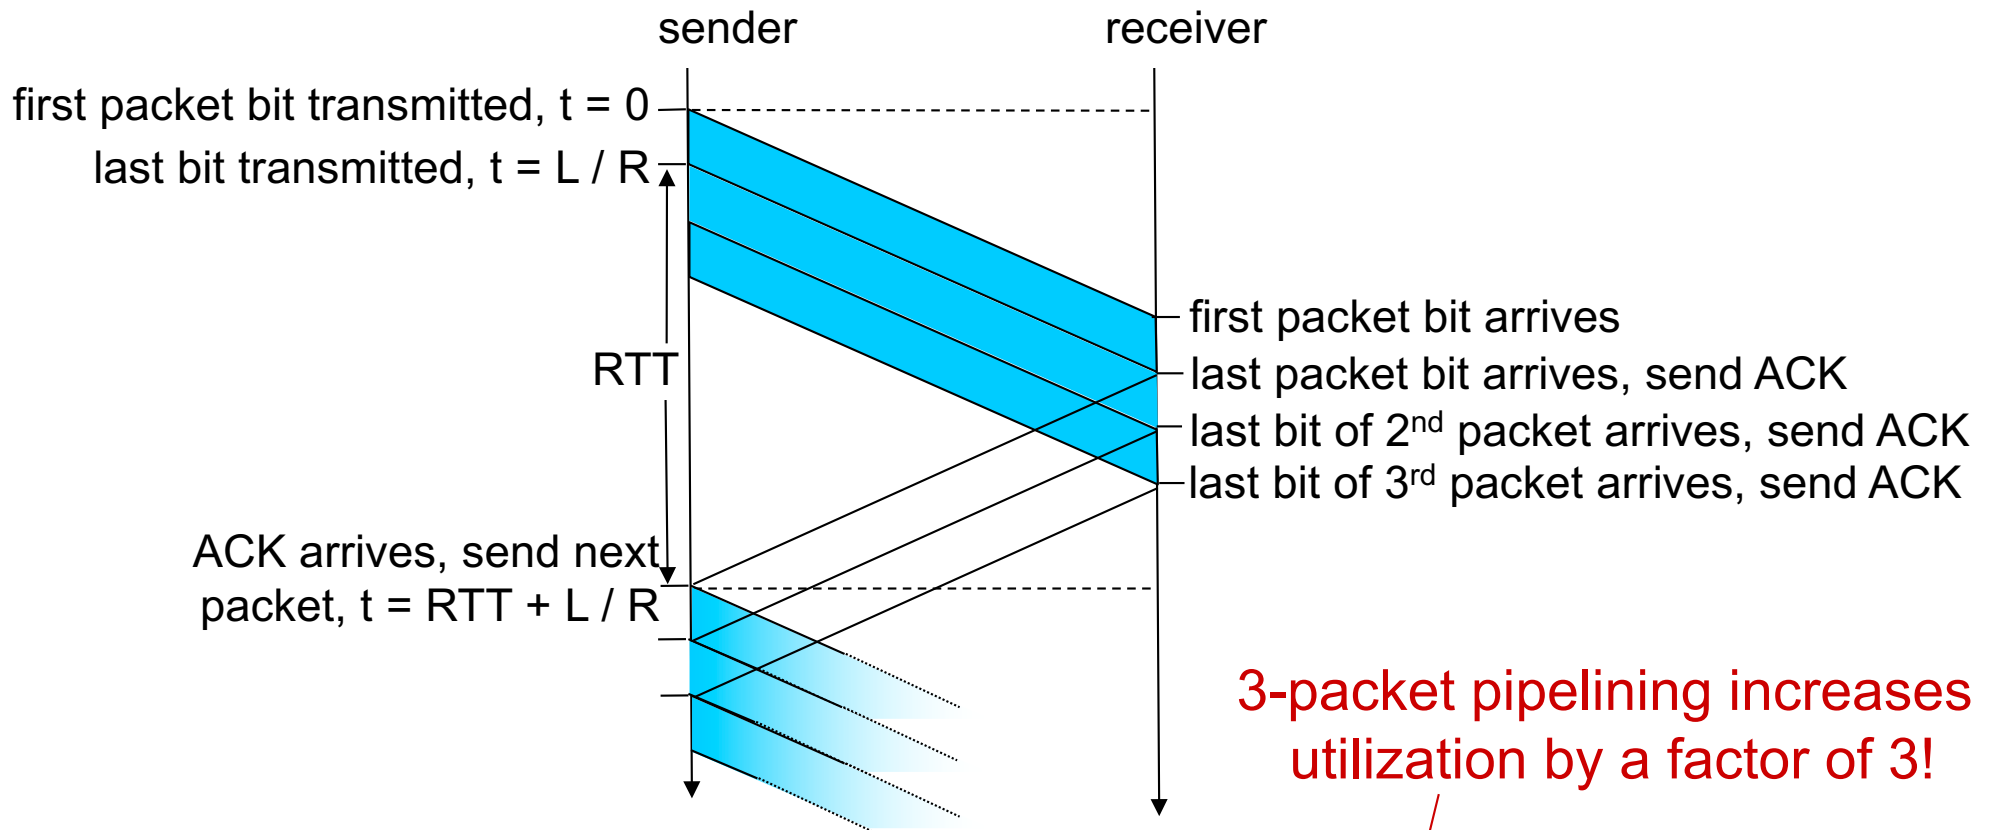 sender
receiver
first packet bit transmitted, t = 0
last bit transmitted, t = L / R
first packet bit arrives
RTT
last packet bit arrives, send ACK
last bit of 2nd packet arrives, send ACK
last bit of 3rd packet arrives, send ACK
ACK arrives, send next
packet, t = RTT + L / R
3-packet pipelining increases
utilization by a factor of 3!